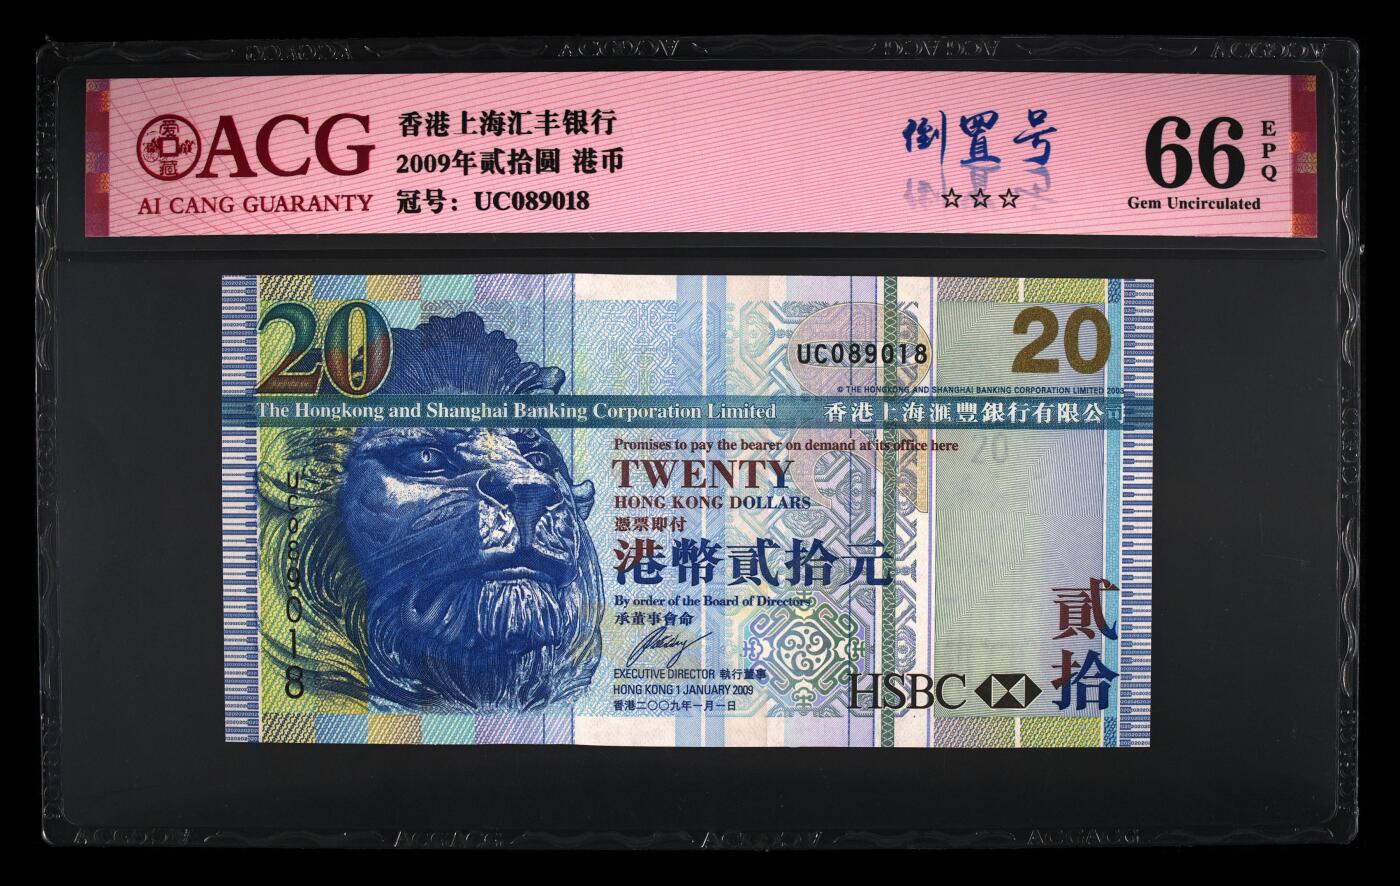 ACG
AI CANG GUARANTY
香港上海汇丰银行
2009年贰拾圆 港币
冠号: UC089018
倒置号
☆☆☆
66
EPQ
Gem Uncirculated
20
UC089018
20
© THE HONGKONG AND SHANGHAI BANKING CORPORATION LIMITED 2003
The Hongkong and Shanghai Banking Corporation Limited
香港上海滙豐銀行有限公司
Promises to pay the bearer on demand at its office here
20
TWENTY
HONG KONG DOLLARS
憑票即付
港幣貳拾元
By order of the Board of Directors
承董事會命
EXECUTIVE DIRECTOR 執行董事
HONG KONG 1 JANUARY 2009
香港二〇〇九年一月一日
UC089018
HSBC
貳拾